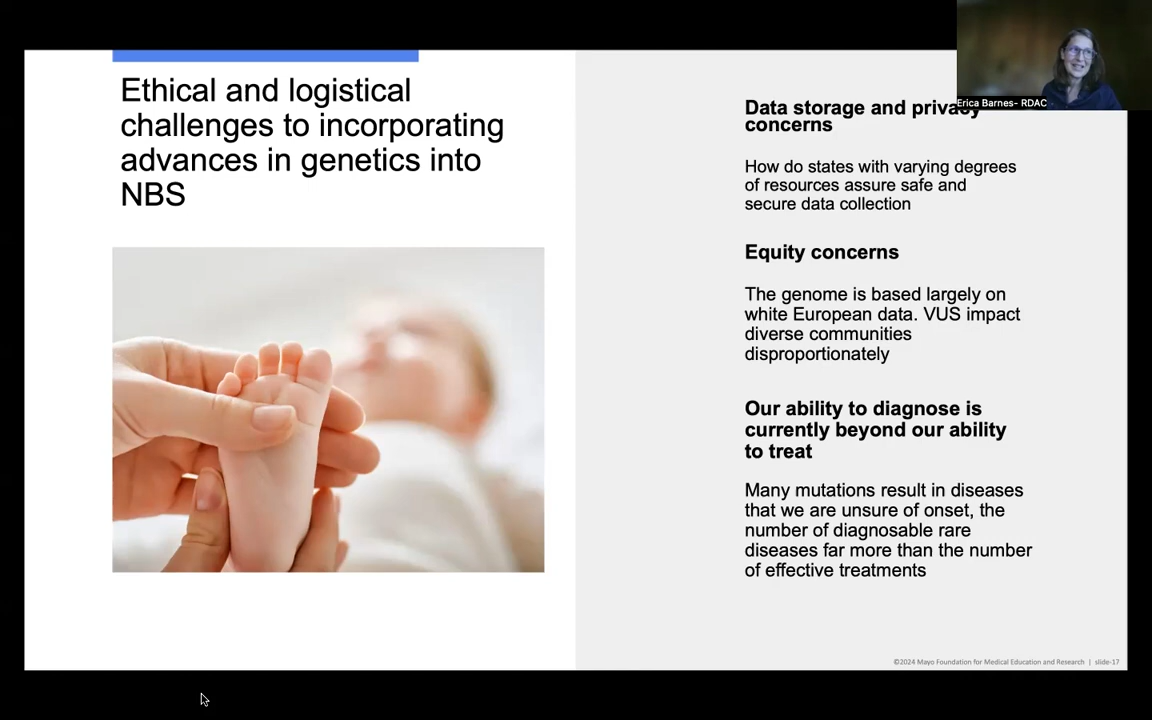 Ethical and logistical
challenges to incorporating
advances in genetics into
NBS
Erica Barnes- RDAC
Data storage and privacy
concerns
How do states with varying degrees
of resources assure safe and
secure data collection
Equity concerns
The genome is based largely on
white European data. VUS impact
diverse communities
disproportionately
Our ability to diagnose is
currently beyond our ability
to treat
Many mutations result in diseases
that we are unsure of onset, the
number of diagnosable rare
diseases far more than the number
of effective treatments
©2024 Mayo Foundation for Medical Education and Research | slide-17